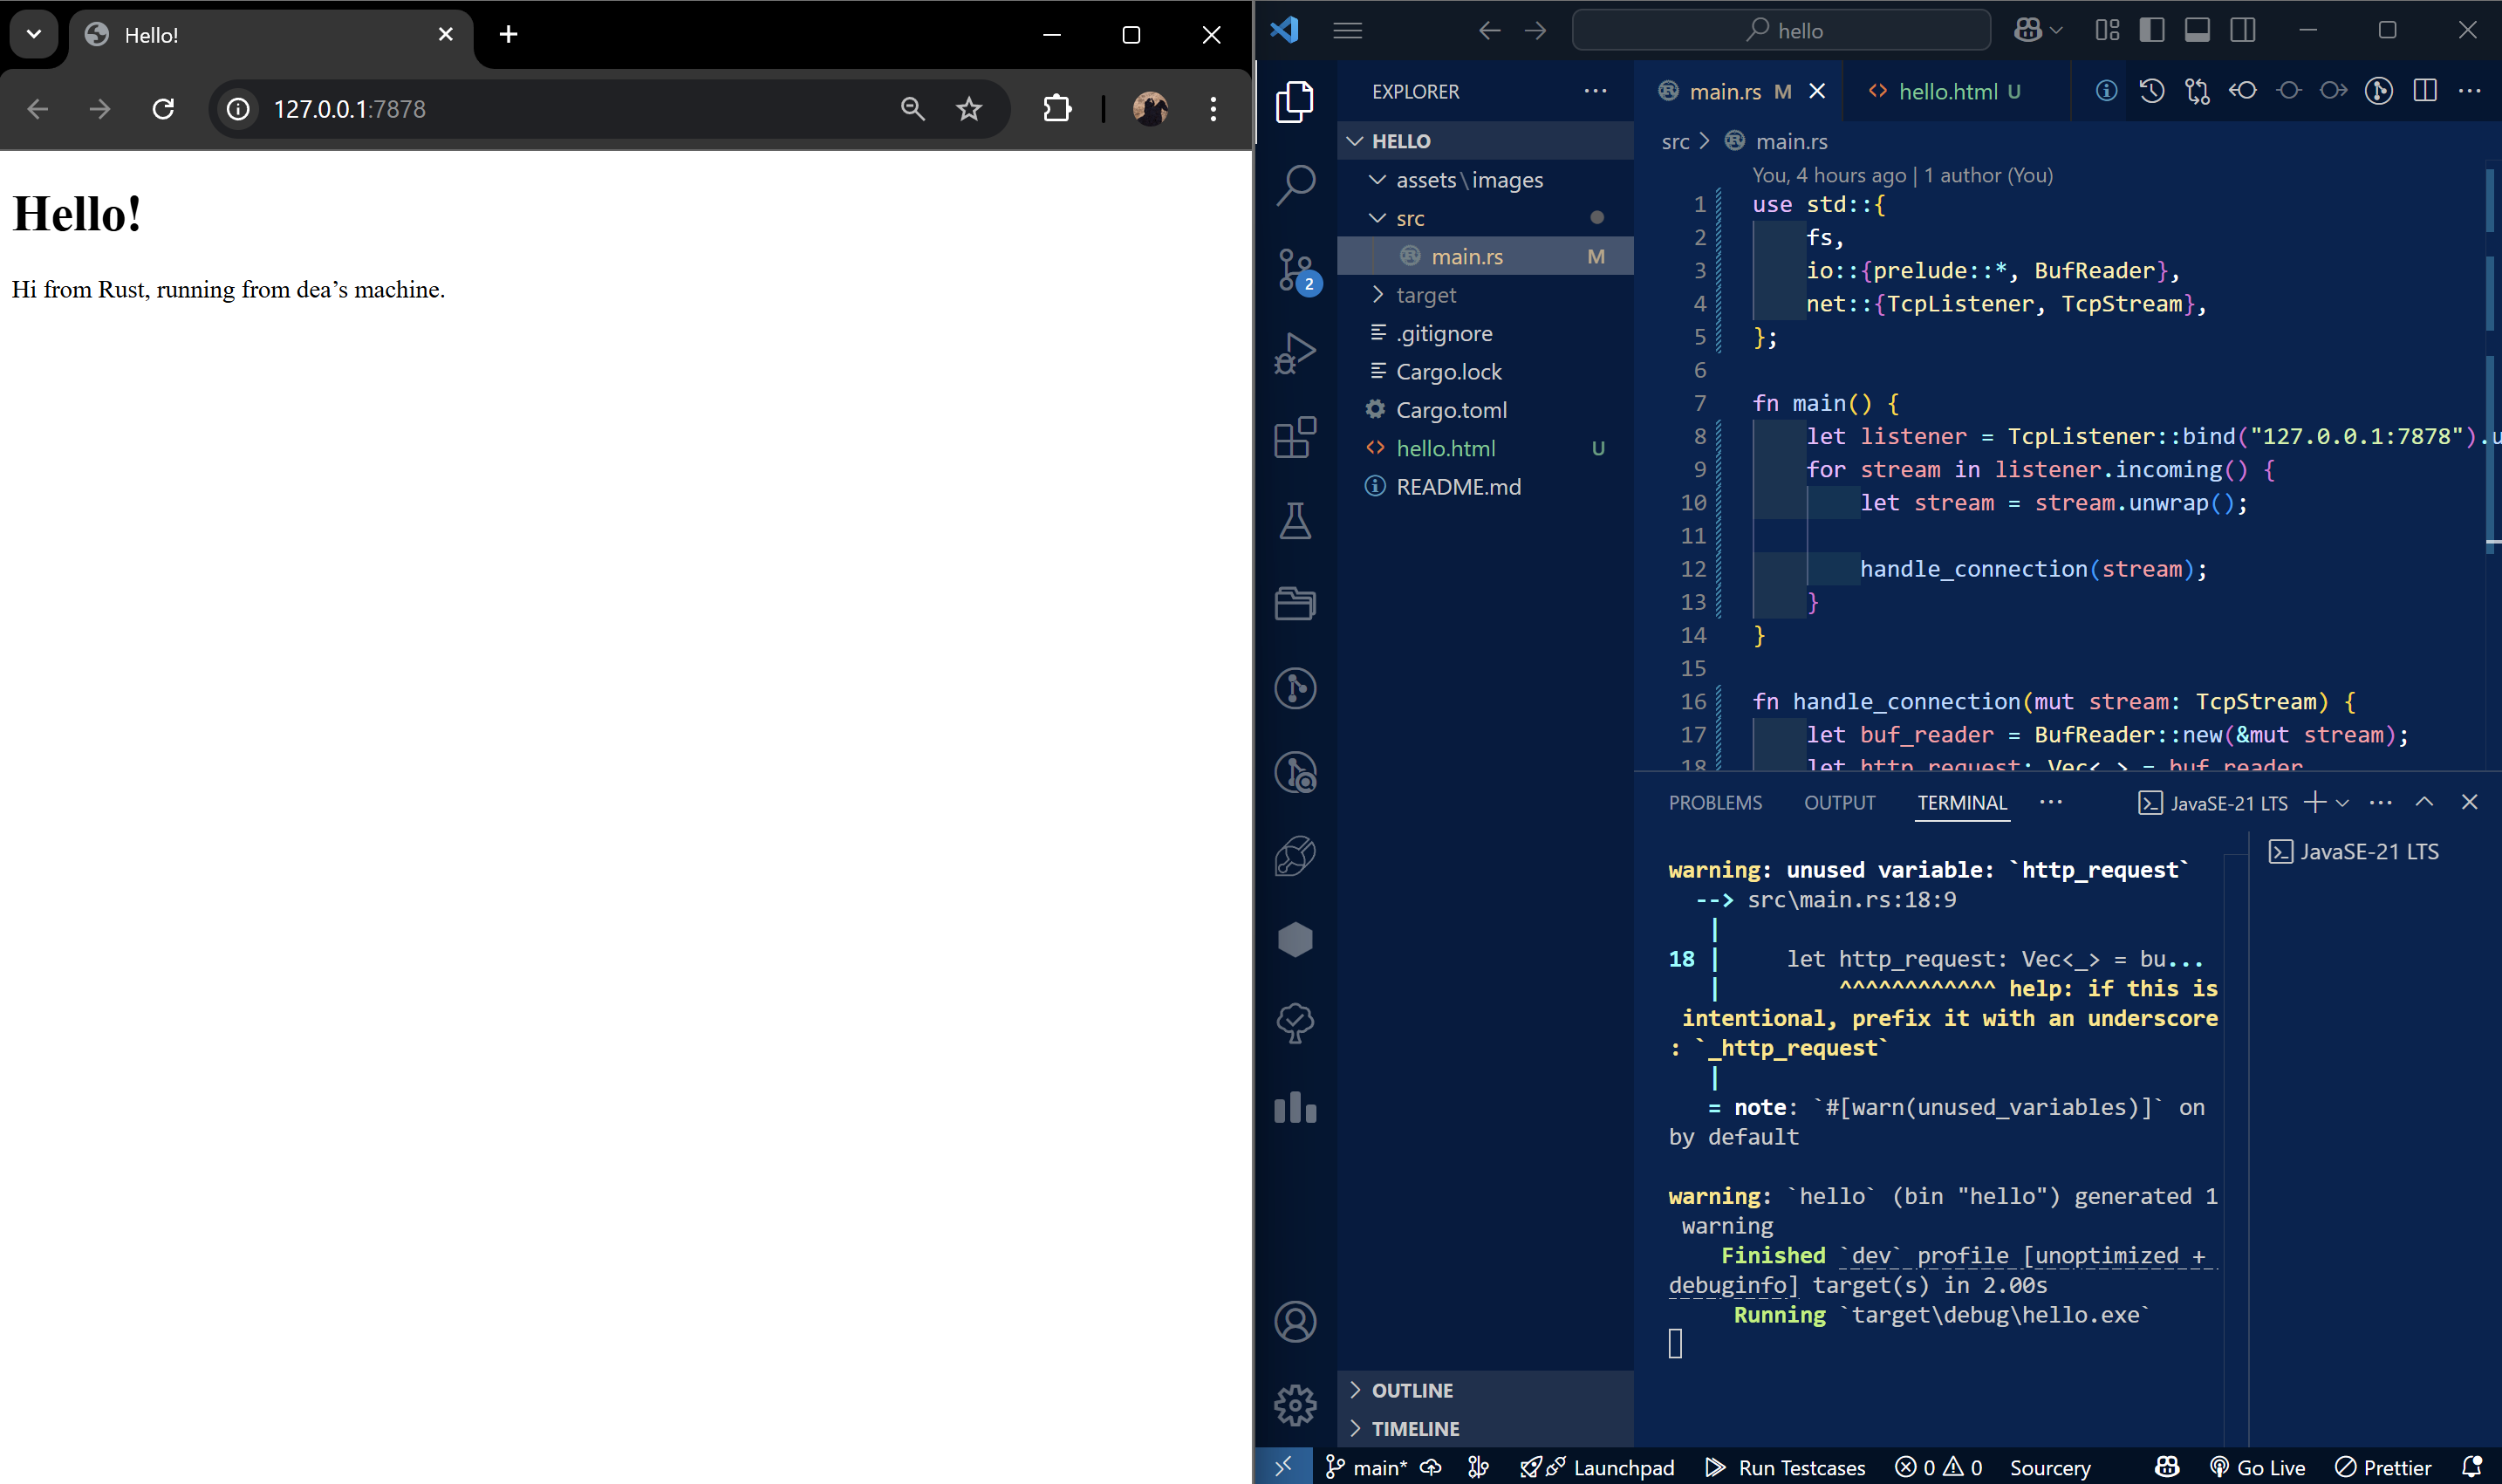 Hello!
127.0.0.1:7878
Hello!
Hi from Rust, running from dea’s machine.
hello
EXPLORER
HELLO
assets\images
src
main.rs M
target
.gitignore
Cargo.lock
Cargo.toml
hello.html U
README.md
OUTLINE
TIMELINE
2
main.rs M
hello.html U
src > main.rs
You, 4 hours ago | 1 author (You)
1 use std::{
2 fs,
3 io::{prelude::*, BufReader},
4 net::{TcpListener, TcpStream},
5 };
6
7 fn main() {
8 let listener = TcpListener::bind("127.0.0.1:7878").u
9 for stream in listener.incoming() {
10 let stream = stream.unwrap();
11
12 handle_connection(stream);
13 }
14 }
15
16 fn handle_connection(mut stream: TcpStream) {
17 let buf_reader = BufReader::new(&mut stream);
18 let http_request: Vec<_> = buf_reader
PROBLEMS OUTPUT TERMINAL
JavaSE-21 LTS
JavaSE-21 LTS
warning: unused variable: `http_request`
--> src\main.rs:18:9
|
18 | let http_request: Vec<_> = bu...
| ^^^^^^^^^^^^ help: if this is
intentional, prefix it with an underscore
: `_http_request`
|
= note: `#[warn(unused_variables)]` on
by default
warning: `hello` (bin "hello") generated 1
warning
Finished `dev` profile [unoptimized +
debuginfo] target(s) in 2.00s
Running `target\debug\hello.exe`
main* Launchpad Run Testcases 0 0 Sourcery Go Live Prettier